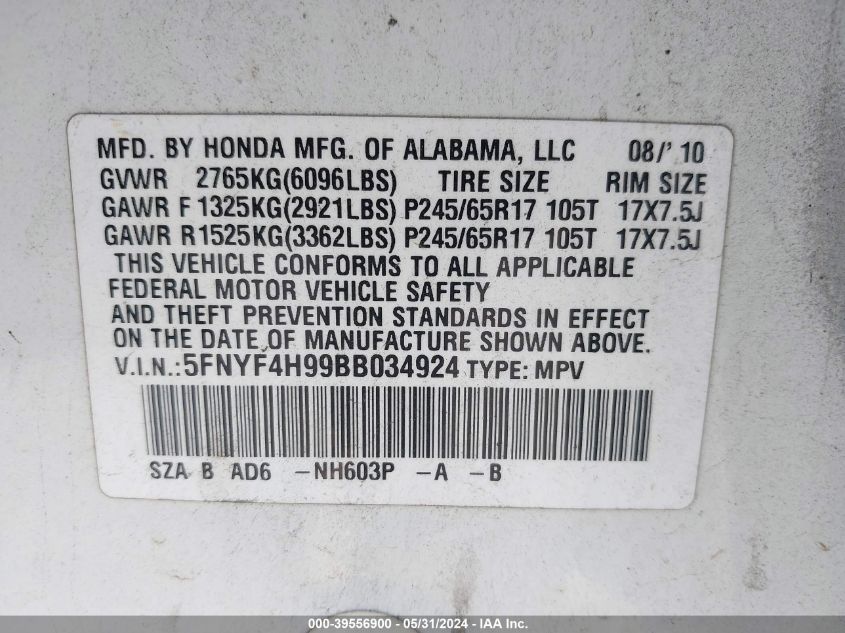 MFD. BY HONDA MFG. OF ALABAMA, LLC 08/' 10
GVWR 2765KG(6096LBS) TIRE SIZE RIM SIZE
GAWR F 1325KG(2921LBS) P245/65R17 105T 17X7.5J
GAWR R1525KG(3362LBS) P245/65R17 105T 17X7.5J
THIS VEHICLE CONFORMS TO ALL APPLICABLE
FEDERAL MOTOR VEHICLE SAFETY
AND THEFT PREVENTION STANDARDS IN EFFECT
ON THE DATE OF MANUFACTURE SHOWN ABOVE.
V.I.N.:5FNYF4H99BB034924 TYPE: MPV
SZA B AD6 -NH603P -A -B
000-39556900 - 05/31/2024 - IAA Inc.